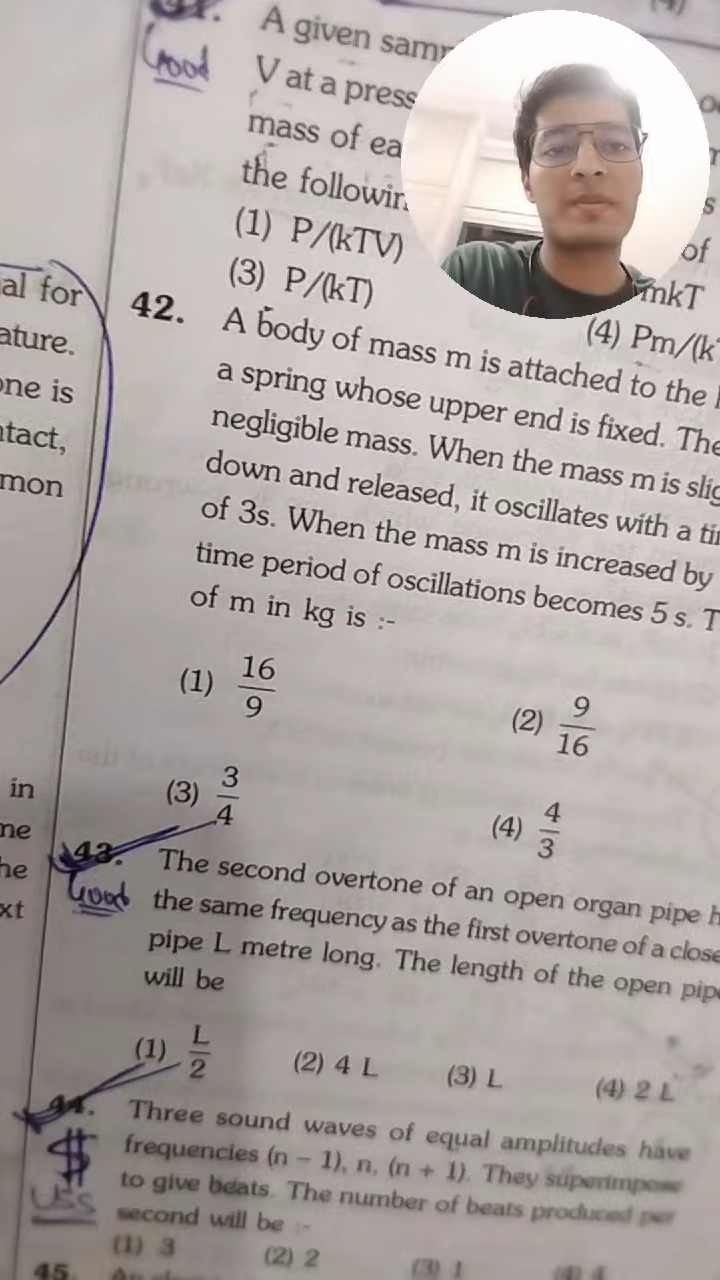 A given
Good
V at a press
mass of ea
the followin
(1) P/(kTV)
of
mkT
(3) P/(kT)
(4) Pm/(k
al for
ature.
one is
ntact,
mon
42. A body of mass m is attached to the
a spring whose upper end is fixed. The
negligible mass. When the mass m is slig
down and released, it oscillates with a ti
of 3s. When the mass m is increased by
time period of oscillations becomes 5 s. T
of m in kg is :-
(1) 16/9
(2) 9/16
(3) 3/4
(4) 4/3
in
ne
he
xt
43. The second overtone of an open organ pipe h
Good
the same frequency as the first overtone of a close
pipe L metre long. The length of the open pipe
will be
(1) L/2 (2) 4 L (3) L (4) 2 L
44. Three sound waves of equal amplitudes have
$
frequencies (n − 1), n, (n + 1). They superimpose
to give beats. The number of beats produced per
second will be :-
(1) 3 (2) 2 (3) 1 (4) 4
45.